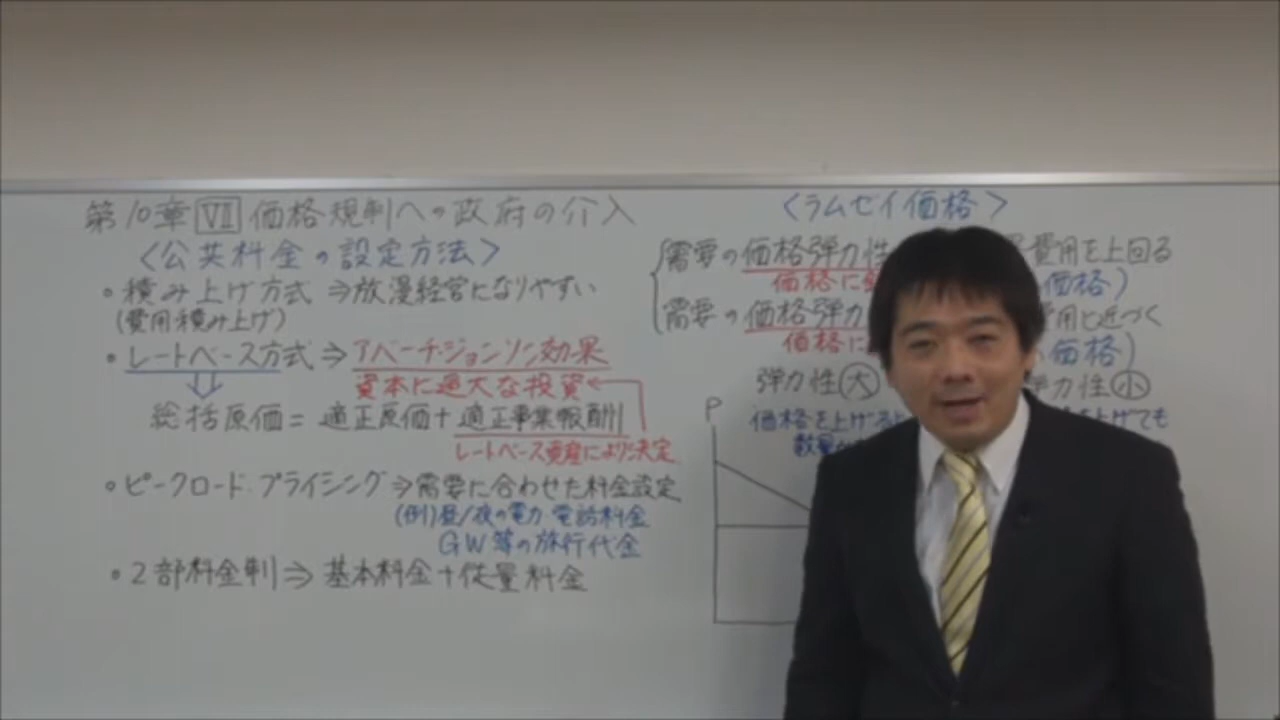 第10章 Ⅶ 価格規制への政府の介入
〈公共料金の設定方法〉
・積み上げ方式 ⇒放漫経営になりやすい
(費用積み上げ)
・レートベース方式⇒アバーチ・ジョンソン効果
資本に過大な投資
総括原価= 適正原価+適正事業報酬
レートベース資産により決定
・ピークロード・プライシング⇒需要に合わせた料金設定
(例)昼/夜の電力・電話料金
GW等の旅行代金
・2部料金制⇒ 基本料金+従量料金
〈ラムゼイ価格〉
需要の価格弾力性 費用を上回る
価格に 価格)
需要の価格弾力 費用に近づく
価格に 価格)
弾力性大 弾力性小
価格を上げると を上げても
数量が
P